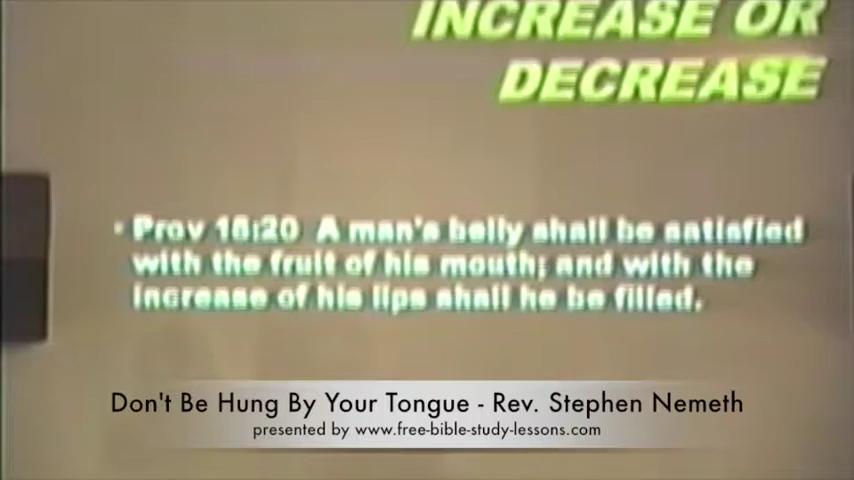 INCREASE OR
DECREASE
• Prov 18:20 A man's belly shall be satisfied
with the fruit of his mouth; and with the
increase of his lips shall he be filled.
Don't Be Hung By Your Tongue - Rev. Stephen Nemeth
presented by www.free-bible-study-lessons.com